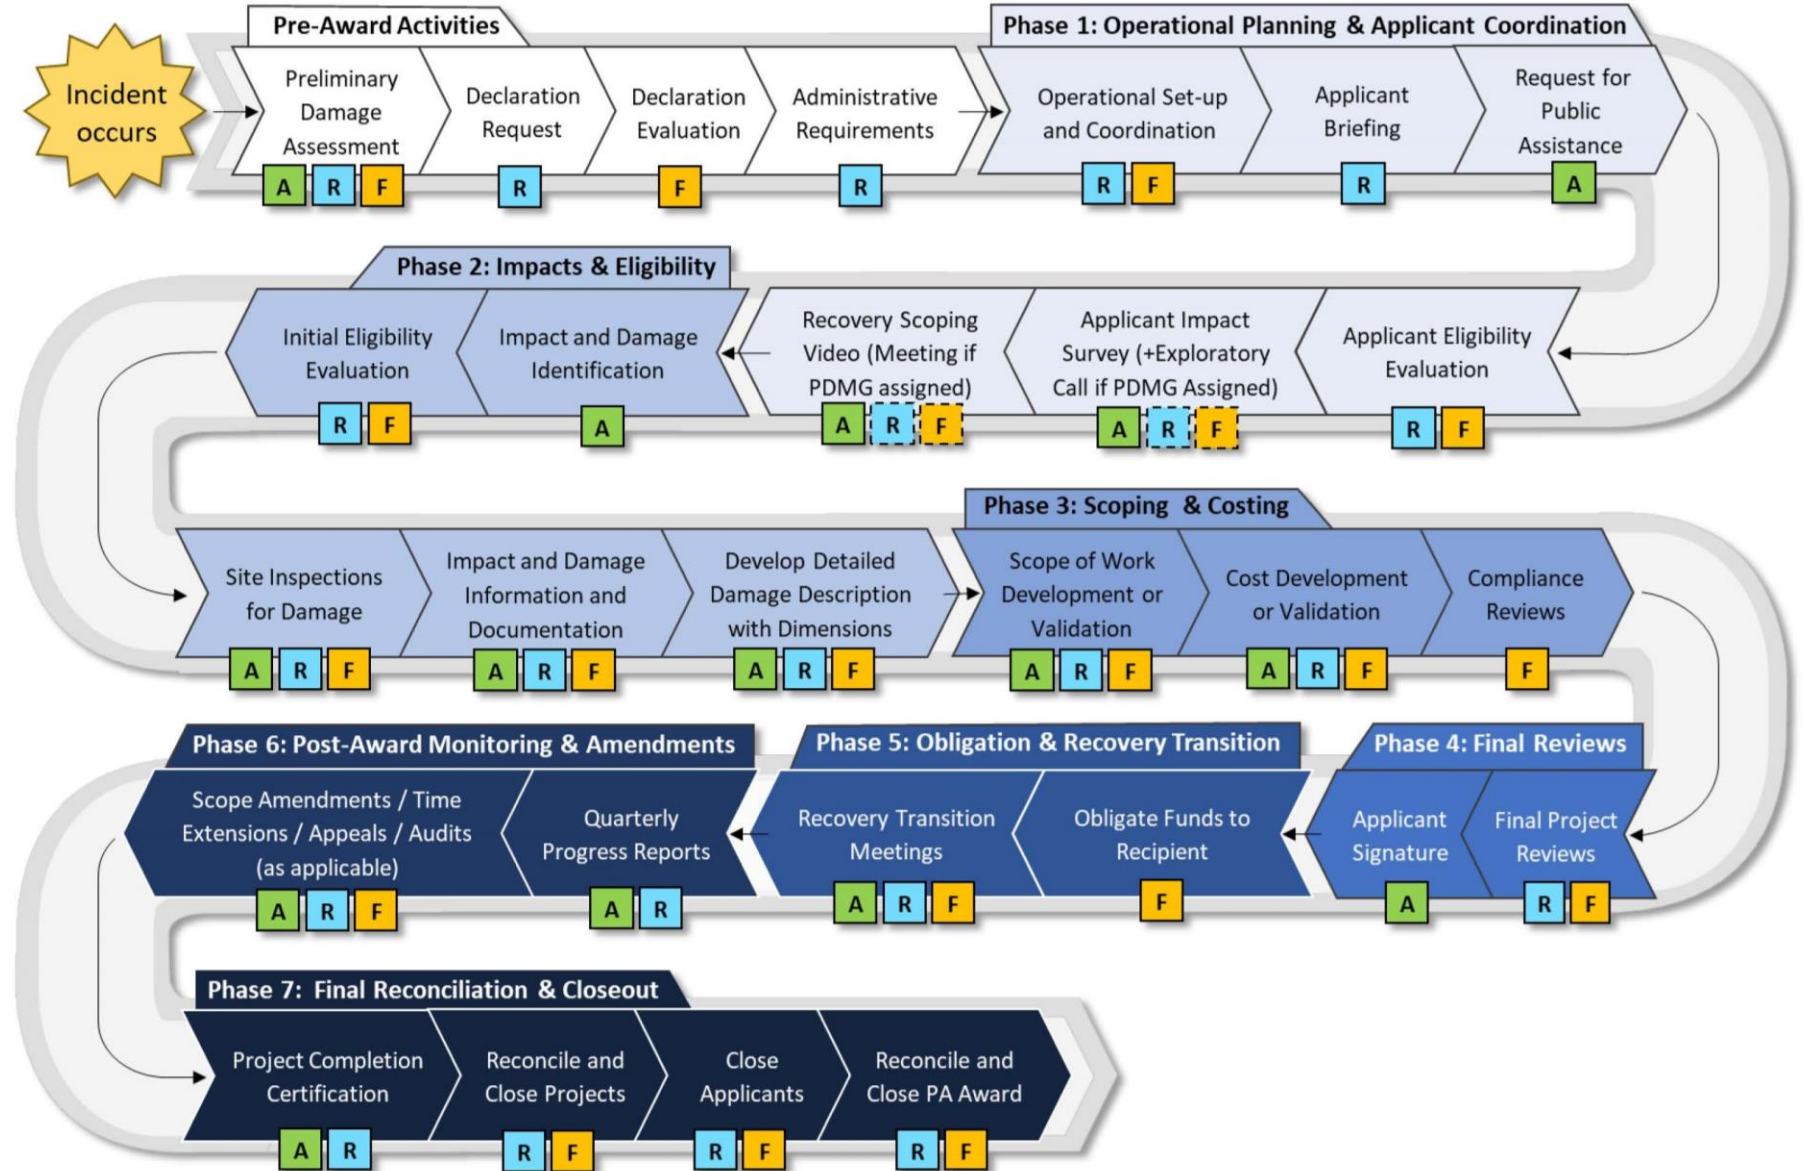 Incident
occurs
Pre-Award Activities
Preliminary
Damage
Assessment
A R F
Declaration
Request
R
Declaration
Evaluation
F
Administrative
Requirements
R
Phase 1: Operational Planning & Applicant Coordination
Operational Set-up
and Coordination
R F
Applicant
Briefing
R
Request for
Public
Assistance
A
Applicant Eligibility
Evaluation
R F
Applicant Impact
Survey (+Exploratory
Call if PDMG Assigned)
A R F
Recovery Scoping
Video (Meeting if
PDMG assigned)
A R F
Phase 2: Impacts & Eligibility
Impact and Damage
Identification
A
Initial Eligibility
Evaluation
R F
Site Inspections
for Damage
A R F
Impact and Damage
Information and
Documentation
A R F
Develop Detailed
Damage Description
with Dimensions
A R F
Phase 3: Scoping & Costing
Scope of Work
Development or
Validation
A R F
Cost Development
or Validation
A R F
Compliance
Reviews
F
Phase 4: Final Reviews
Final Project
Reviews
R F
Applicant
Signature
A
Phase 5: Obligation & Recovery Transition
Obligate Funds to
Recipient
F
Recovery Transition
Meetings
A R F
Phase 6: Post-Award Monitoring & Amendments
Quarterly
Progress Reports
A R
Scope Amendments / Time
Extensions / Appeals / Audits
(as applicable)
A R F
Phase 7: Final Reconciliation & Closeout
Project Completion
Certification
A R
Reconcile and
Close Projects
R F
Close
Applicants
R F
Reconcile and
Close PA Award
R F